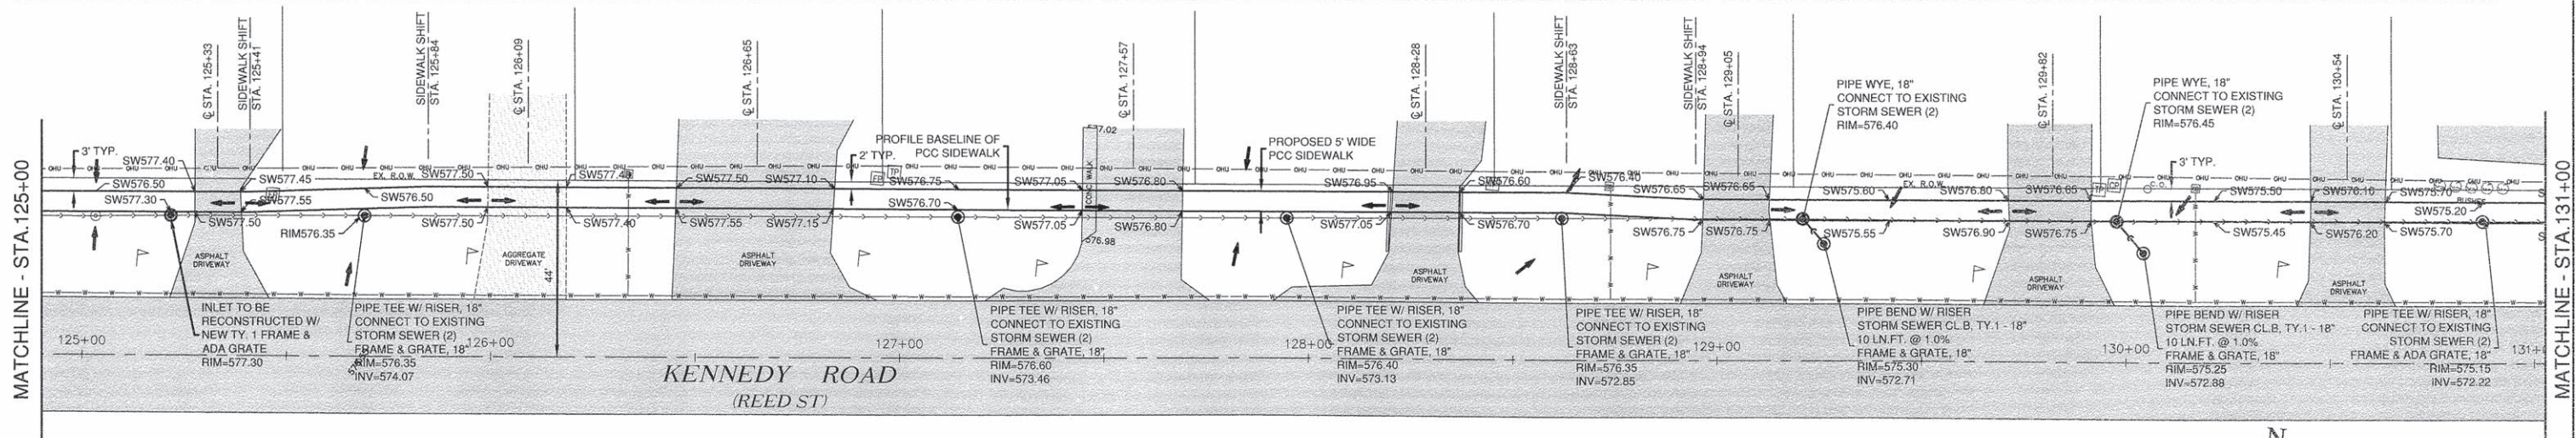 MATCHLINE - STA.125+00
℄ STA. 125+33
SIDEWALK SHIFT
STA. 125+41
SIDEWALK SHIFT
STA. 125+84
℄ STA. 126+09
℄ STA. 126+65
℄ STA. 127+57
℄ STA. 128+28
SIDEWALK SHIFT
STA. 128+63
SIDEWALK SHIFT
STA. 128+94
℄ STA. 129+05
℄ STA. 129+82
℄ STA. 130+54
PIPE WYE, 18"
CONNECT TO EXISTING
STORM SEWER (2)
RIM=576.40
PIPE WYE, 18"
CONNECT TO EXISTING
STORM SEWER (2)
RIM=576.45
3' TYP.
SW577.40
SW576.50
SW577.30
SW577.45
SW577.55
SW577.50
EX. R.O.W.
SW576.50
RIM576.35
SW577.50
SW577.50
SW577.40
SW577.50
SW577.55
SW577.10
SW577.15
2' TYP.
PROFILE BASELINE OF
PCC SIDEWALK
SW576.75
SW576.70
SW577.05
SW577.05
CONC WALK
576.98
SW576.80
SW576.80
PROPOSED 5' WIDE
PCC SIDEWALK
SW576.95
SW577.05
SW576.60
SW576.70
SW576.40
SW576.65
SW576.75
SW576.65
SW576.75
SW575.60
EX. R.O.W.
SW575.55
SW576.80
SW576.90
SW576.65
SW576.75
3' TYP.
SW575.50
SW575.45
SW576.10
SW576.20
SW575.70
SW575.70
BUSHES
SW575.20
OHU
FP
TP
W
44'
ASPHALT
DRIVEWAY
AGGREGATE
DRIVEWAY
ASPHALT
DRIVEWAY
ASPHALT
DRIVEWAY
ASPHALT
DRIVEWAY
ASPHALT
DRIVEWAY
ASPHALT
DRIVEWAY
INLET TO BE
RECONSTRUCTED W/
NEW TY. 1 FRAME &
ADA GRATE
RIM=577.30
PIPE TEE W/ RISER, 18"
CONNECT TO EXISTING
STORM SEWER (2)
FRAME & GRATE, 18"
RIM=576.35
INV=574.07
PIPE TEE W/ RISER, 18"
CONNECT TO EXISTING
STORM SEWER (2)
FRAME & GRATE, 18"
RIM=576.60
INV=573.46
PIPE TEE W/ RISER, 18"
CONNECT TO EXISTING
STORM SEWER (2)
FRAME & GRATE, 18"
RIM=576.40
INV=573.13
PIPE TEE W/ RISER, 18"
CONNECT TO EXISTING
STORM SEWER (2)
FRAME & GRATE, 18"
RIM=576.35
INV=572.85
PIPE BEND W/ RISER
STORM SEWER CL.B, TY.1 - 18"
10 LN.FT. @ 1.0%
FRAME & GRATE, 18"
RIM=575.30
INV=572.71
PIPE BEND W/ RISER
STORM SEWER CL.B, TY.1 - 18"
10 LN.FT. @ 1.0%
FRAME & GRATE, 18"
RIM=575.25
INV=572.88
PIPE TEE W/ RISER, 18"
CONNECT TO EXISTING
STORM SEWER (2)
FRAME & ADA GRATE, 18"
RIM=575.15
INV=572.22
125+00
126+00
127+00
128+00
129+00
130+00
KENNEDY ROAD
(REED ST)
N
MATCHLINE - STA.131+00